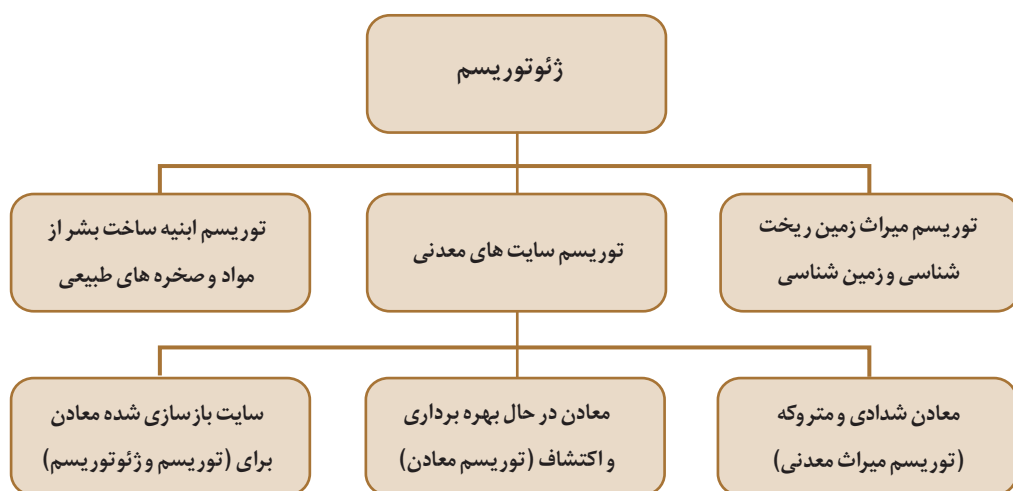 ژئوتوریسم
توریسم میراث زمین ریخت
شناسی و زمین شناسی
توریسم سایت های معدنی
توریسم ابنیه ساخت بشر از
مواد و صخره های طبیعی
معادن شدادی و متروکه
(توریسم میراث معدنی)
معادن در حال بهره برداری
و اکتشاف (توریسم معادن)
سایت بازسازی شده معادن
برای (توریسم و ژئوتوریسم)